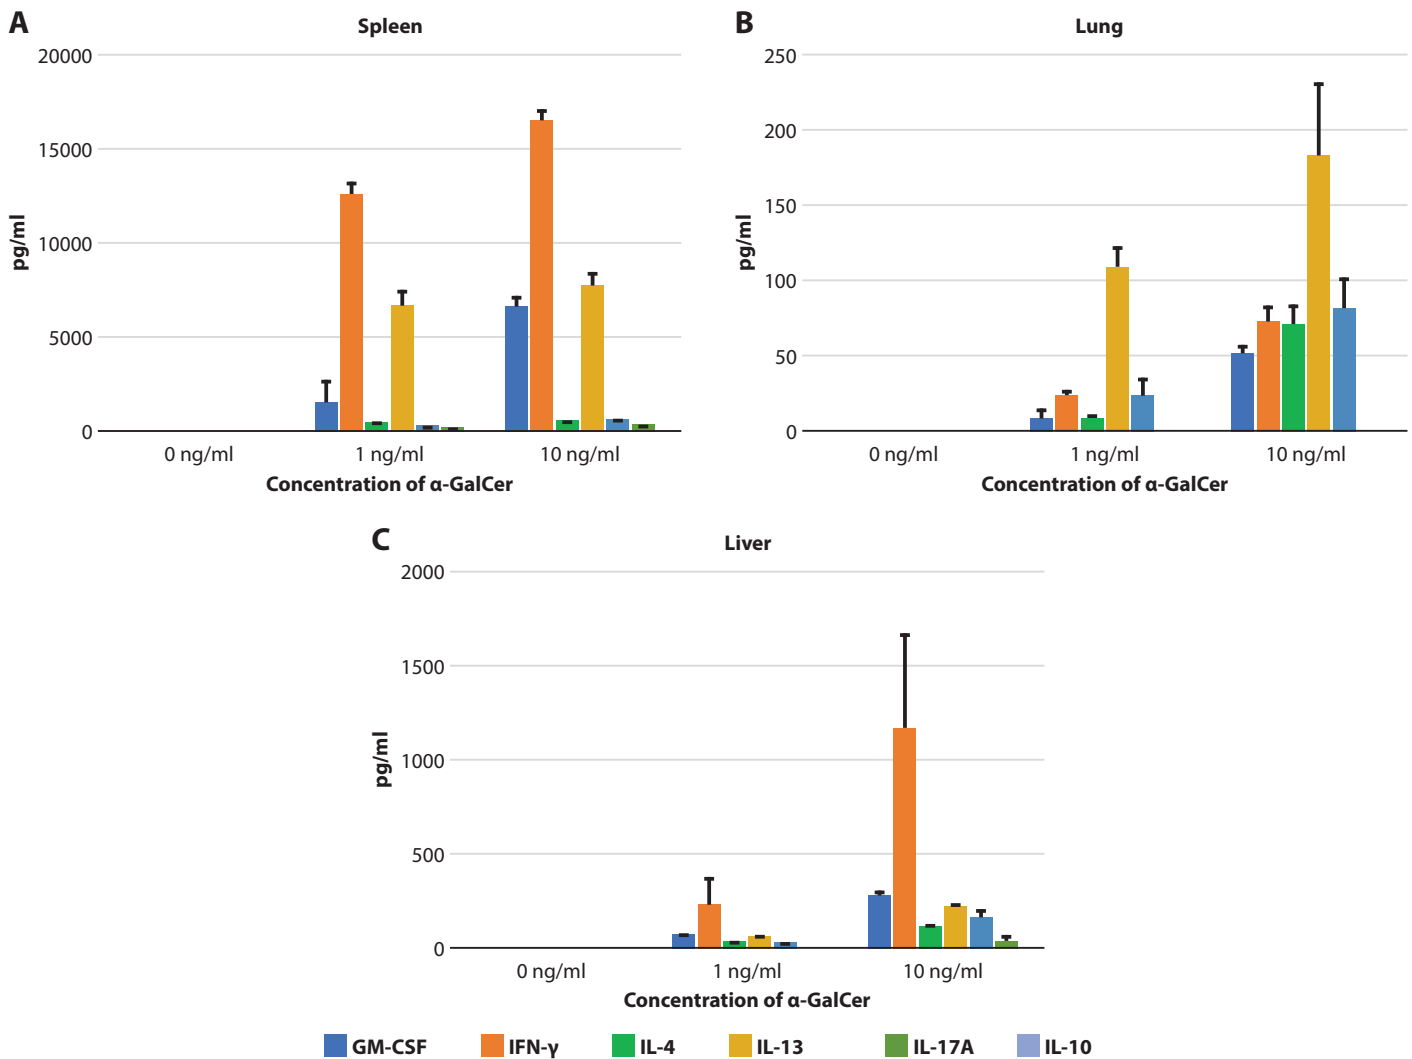 A
Spleen
20000
15000
10000
5000
0
pg/ml
0 ng/ml 1 ng/ml 10 ng/ml
Concentration of α-GalCer
B
Lung
250
200
150
100
50
0
pg/ml
0 ng/ml 1 ng/ml 10 ng/ml
Concentration of α-GalCer
C
Liver
2000
1500
1000
500
0
pg/ml
0 ng/ml 1 ng/ml 10 ng/ml
Concentration of α-GalCer
GM-CSF IFN-γ IL-4 IL-13 IL-17A IL-10